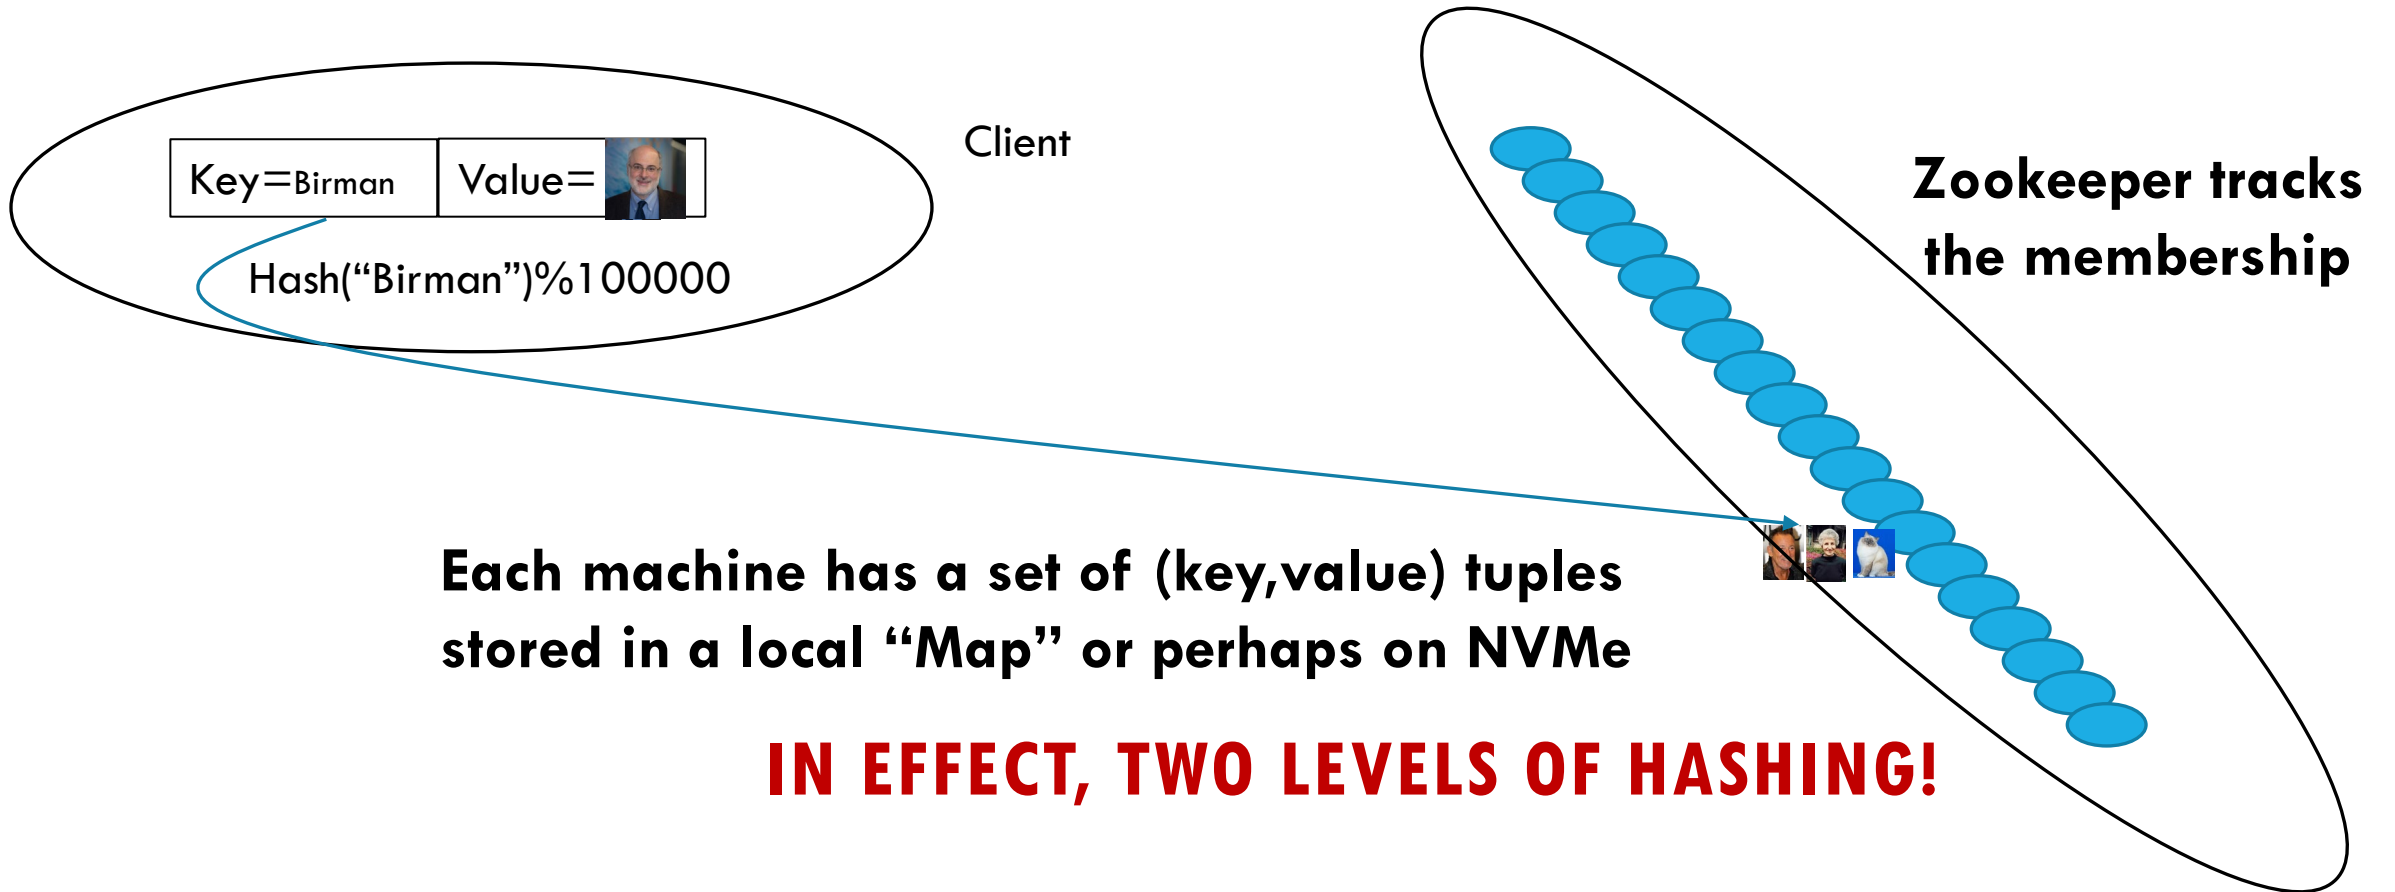 Client
Key=Birman
Value=
Hash(“Birman”)%100000
Zookeeper tracks
the membership
Each machine has a set of (key,value) tuples
stored in a local “Map” or perhaps on NVMe
IN EFFECT, TWO LEVELS OF HASHING!